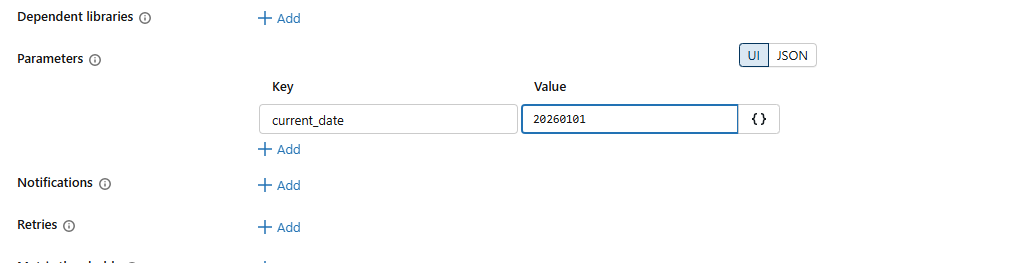 Dependent libraries
+ Add
Parameters
UI JSON
Key Value
current_date 20260101 {}
+ Add
Notifications
+ Add
Retries
+ Add